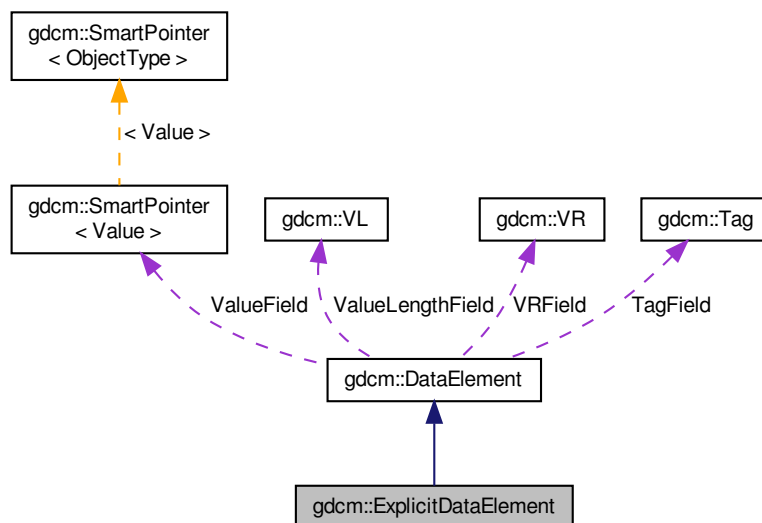 gdcm::SmartPointer
< ObjectType >
< Value >
gdcm::SmartPointer
< Value >
gdcm::VL
gdcm::VR
gdcm::Tag
ValueField
ValueLengthField
VRField
TagField
gdcm::DataElement
gdcm::ExplicitDataElement